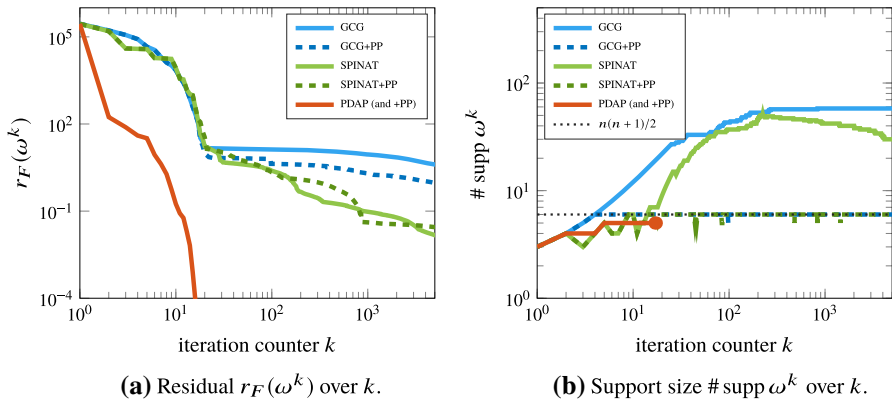 10^5
10^2
10^-1
10^-4
r_F(ω^k)
GCG
GCG+PP
SPINAT
SPINAT+PP
PDAP (and +PP)
10^0
10^1
10^2
10^3
iteration counter k
(a) Residual r_F(ω^k) over k.
10^2
10^1
10^0
# supp ω^k
GCG
GCG+PP
SPINAT
SPINAT+PP
PDAP (and +PP)
n(n + 1)/2
10^0
10^1
10^2
10^3
iteration counter k
(b) Support size # supp ω^k over k.